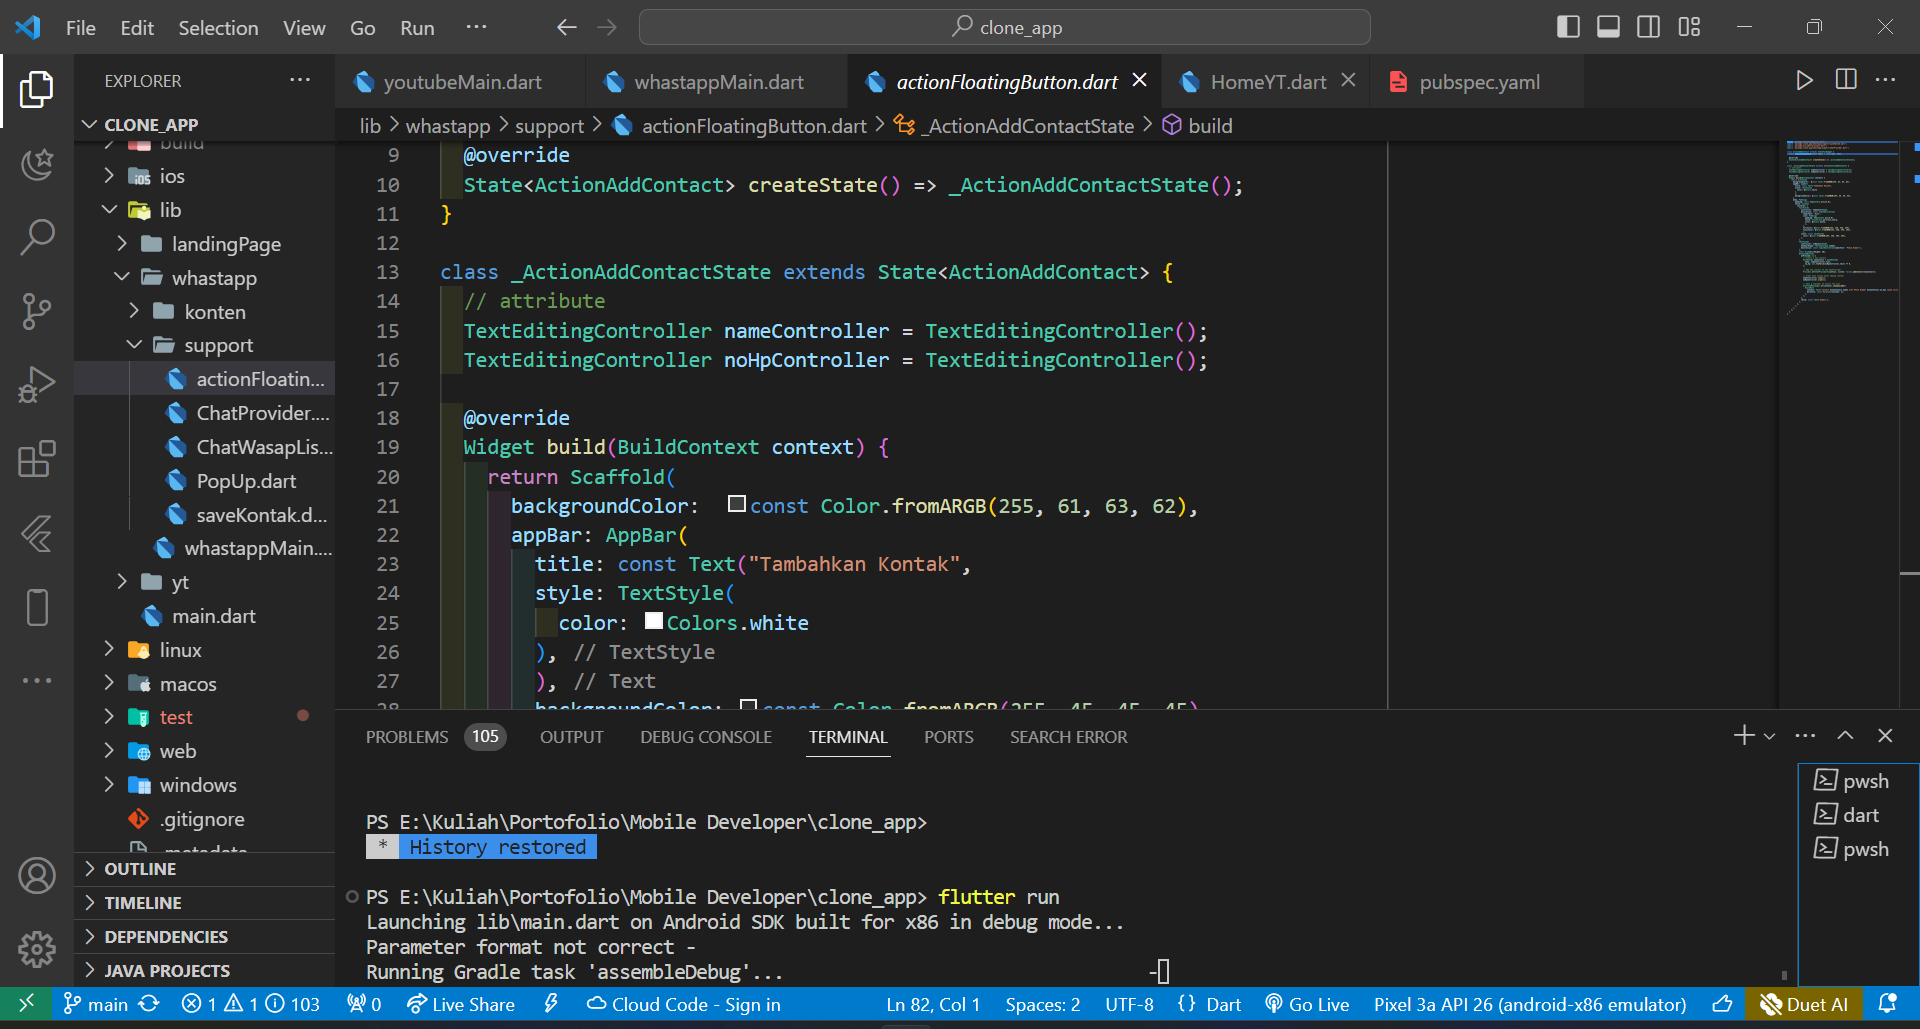 File Edit Selection View Go Run ···
clone_app
EXPLORER
youtubeMain.dart
whastappMain.dart
actionFloatingButton.dart
HomeYT.dart
pubspec.yaml
CLONE_APP
lib > whastapp > support > actionFloatingButton.dart > _ActionAddContactState > build
build
ios
lib
landingPage
whastapp
konten
support
actionFloatin...
ChatProvider....
ChatWasapLis...
PopUp.dart
saveKontak.d...
whastappMain....
yt
main.dart
linux
macos
test
web
windows
.gitignore
.metadata
OUTLINE
TIMELINE
DEPENDENCIES
JAVA PROJECTS
9 @override
10 State<ActionAddContact> createState() => _ActionAddContactState();
11 }
12
13 class _ActionAddContactState extends State<ActionAddContact> {
14 // attribute
15 TextEditingController nameController = TextEditingController();
16 TextEditingController noHpController = TextEditingController();
17
18 @override
19 Widget build(BuildContext context) {
20 return Scaffold(
21 backgroundColor: const Color.fromARGB(255, 61, 63, 62),
22 appBar: AppBar(
23 title: const Text("Tambahkan Kontak",
24 style: TextStyle(
25 color: Colors.white
26 ), // TextStyle
27 ), // Text
28 backgroundColor: const Color.fromARGB(255, 45, 45, 45)
PROBLEMS 105 OUTPUT DEBUG CONSOLE TERMINAL PORTS SEARCH ERROR
PS E:\Kuliah\Portofolio\Mobile Developer\clone_app>
* History restored
PS E:\Kuliah\Portofolio\Mobile Developer\clone_app> flutter run
Launching lib\main.dart on Android SDK built for x86 in debug mode...
Parameter format not correct -
Running Gradle task 'assembleDebug'... -
pwsh
dart
pwsh
main 1 1 103 0 Live Share Cloud Code - Sign in Ln 82, Col 1 Spaces: 2 UTF-8 {} Dart Go Live Pixel 3a API 26 (android-x86 emulator) Duet AI